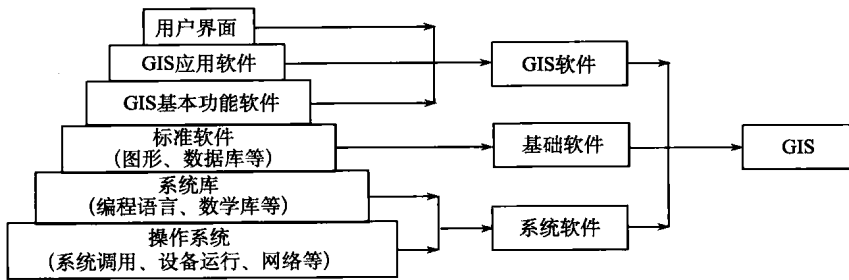 用户界面
GIS应用软件
GIS基本功能软件
标准软件
(图形、数据库等)
系统库
(编程语言、数学库等)
操作系统
(系统调用、设备运行、网络等)
GIS软件
基础软件
系统软件
GIS